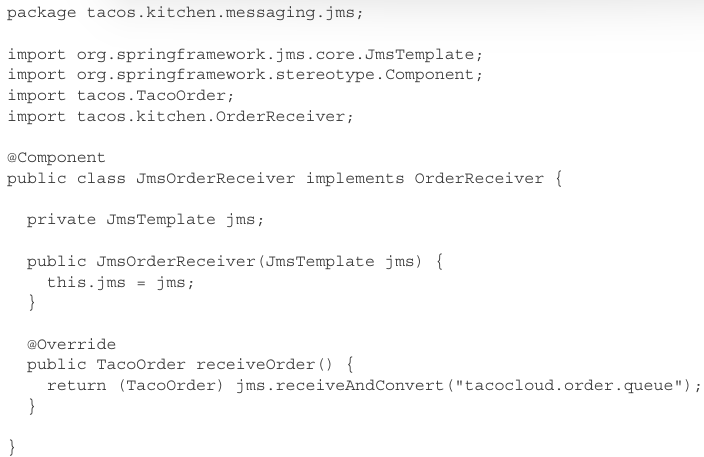 package tacos.kitchen.messaging.jms;
import org.springframework.jms.core.JmsTemplate;
import org.springframework.stereotype.Component;
import tacos.TacoOrder;
import tacos.kitchen.OrderReceiver;
@Component
public class JmsOrderReceiver implements OrderReceiver {
private JmsTemplate jms;
public JmsOrderReceiver(JmsTemplate jms) {
this.jms = jms;
}
@Override
public TacoOrder receiveOrder() {
return (TacoOrder) jms.receiveAndConvert("tacocloud.order.queue");
}
}